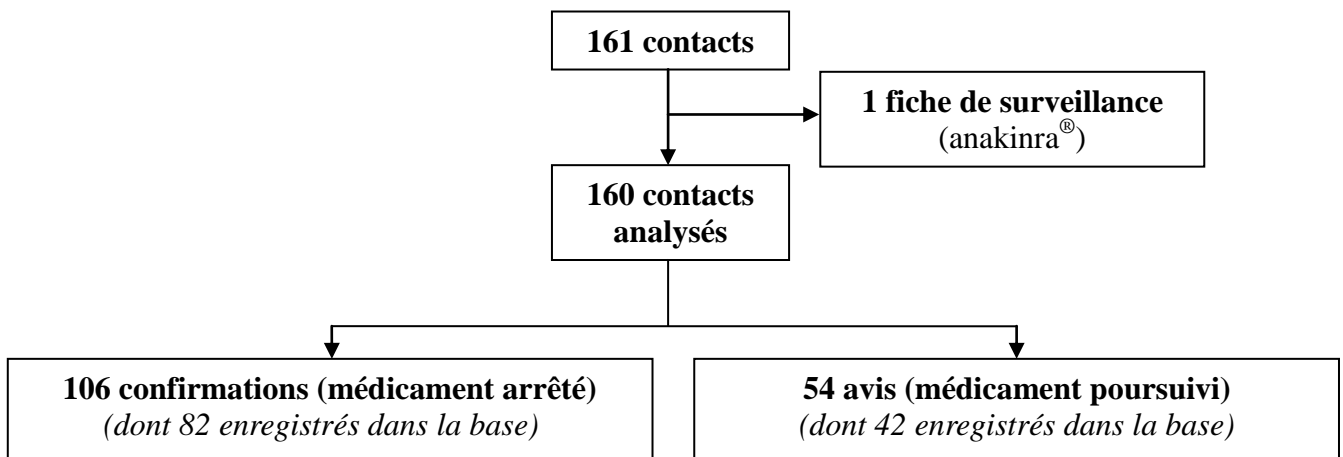 161 contacts
1 fiche de surveillance
(anakinra®)
160 contacts
analysés
106 confirmations (médicament arrêté)
(dont 82 enregistrés dans la base)
54 avis (médicament poursuivi)
(dont 42 enregistrés dans la base)